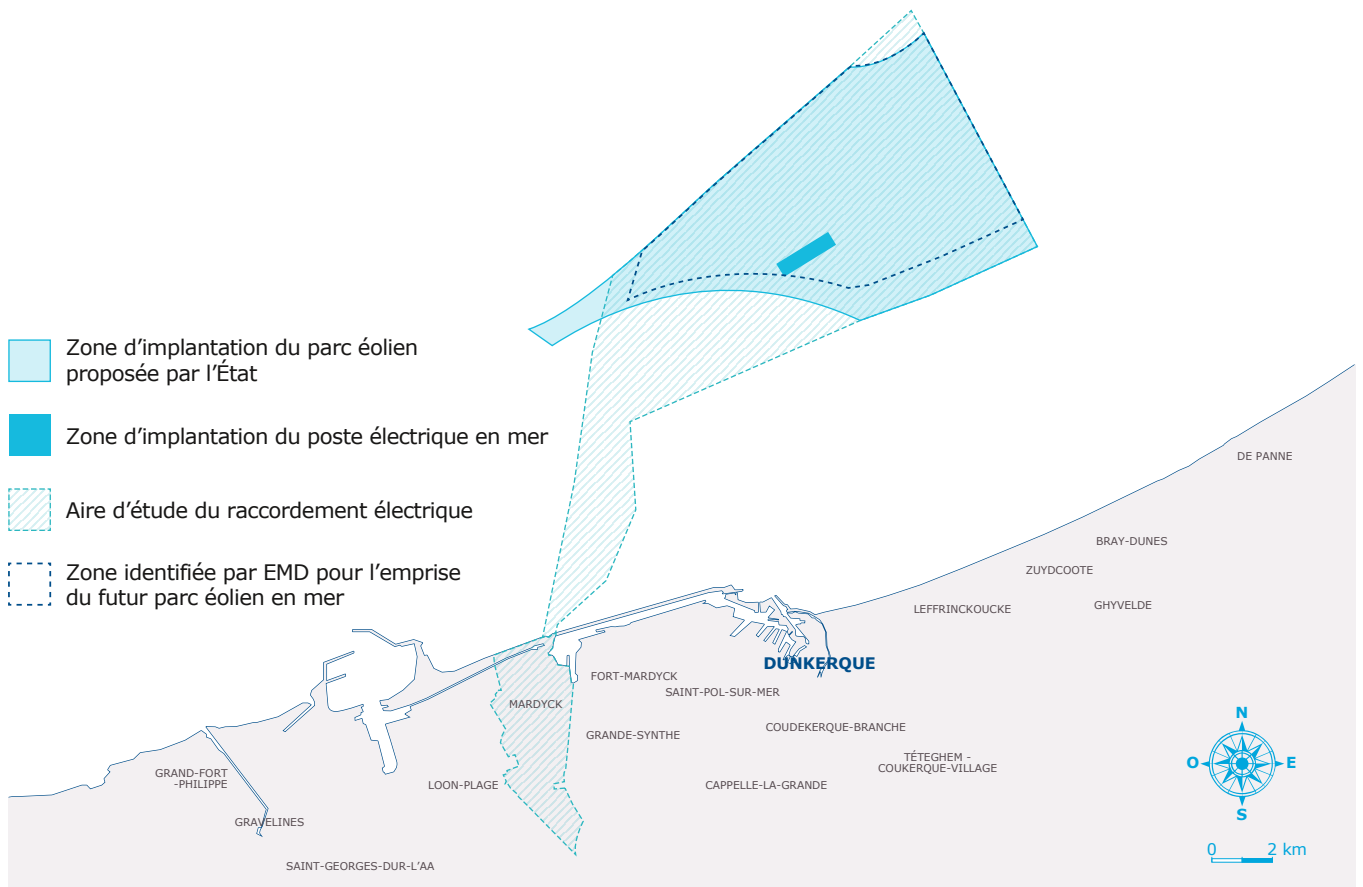 Zone d'implantation du parc éolien
proposée par l'État
Zone d'implantation du poste électrique en mer
Aire d'étude du raccordement électrique
Zone identifiée par EMD pour l'emprise
du futur parc éolien en mer
DE PANNE
BRAY-DUNES
ZUYDCOOTE
LEFFRINCKOUCKE
GHYVELDE
DUNKERQUE
FORT-MARDYCK
SAINT-POL-SUR-MER
MARDYCK
GRANDE-SYNTHE
COUDEKERQUE-BRANCHE
TÉTEGHEM -
COUKERQUE-VILLAGE
GRAND-FORT
-PHILIPPE
LOON-PLAGE
CAPPELLE-LA-GRANDE
GRAVELINES
SAINT-GEORGES-DUR-L'AA
N
O
E
S
0 2 km